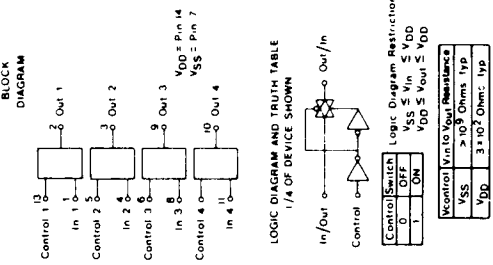 BLOCK
DIAGRAM
Control 1 13
In 1 1
2 Out 1
Control 2 5
In 2 4
3 Out 2
Control 3 6
In 3 8
9 Out 3
Control 4
In 4 11
10 Out 4
VDD = Pin 14
VSS = Pin 7
LOGIC DIAGRAM AND TRUTH TABLE
1/4 OF DEVICE SHOWN
In/Out
Out/In
Control
Control Switch
0 OFF
1 ON
Logic Diagram Restrictions
VSS ≤ Vin ≤ VDD
VDD ≤ Vout ≤ VDD
Vcontrol Vin to Vout Resistance
VSS >10⁹ Ohms typ
VDD 3 x 10² Ohms typ